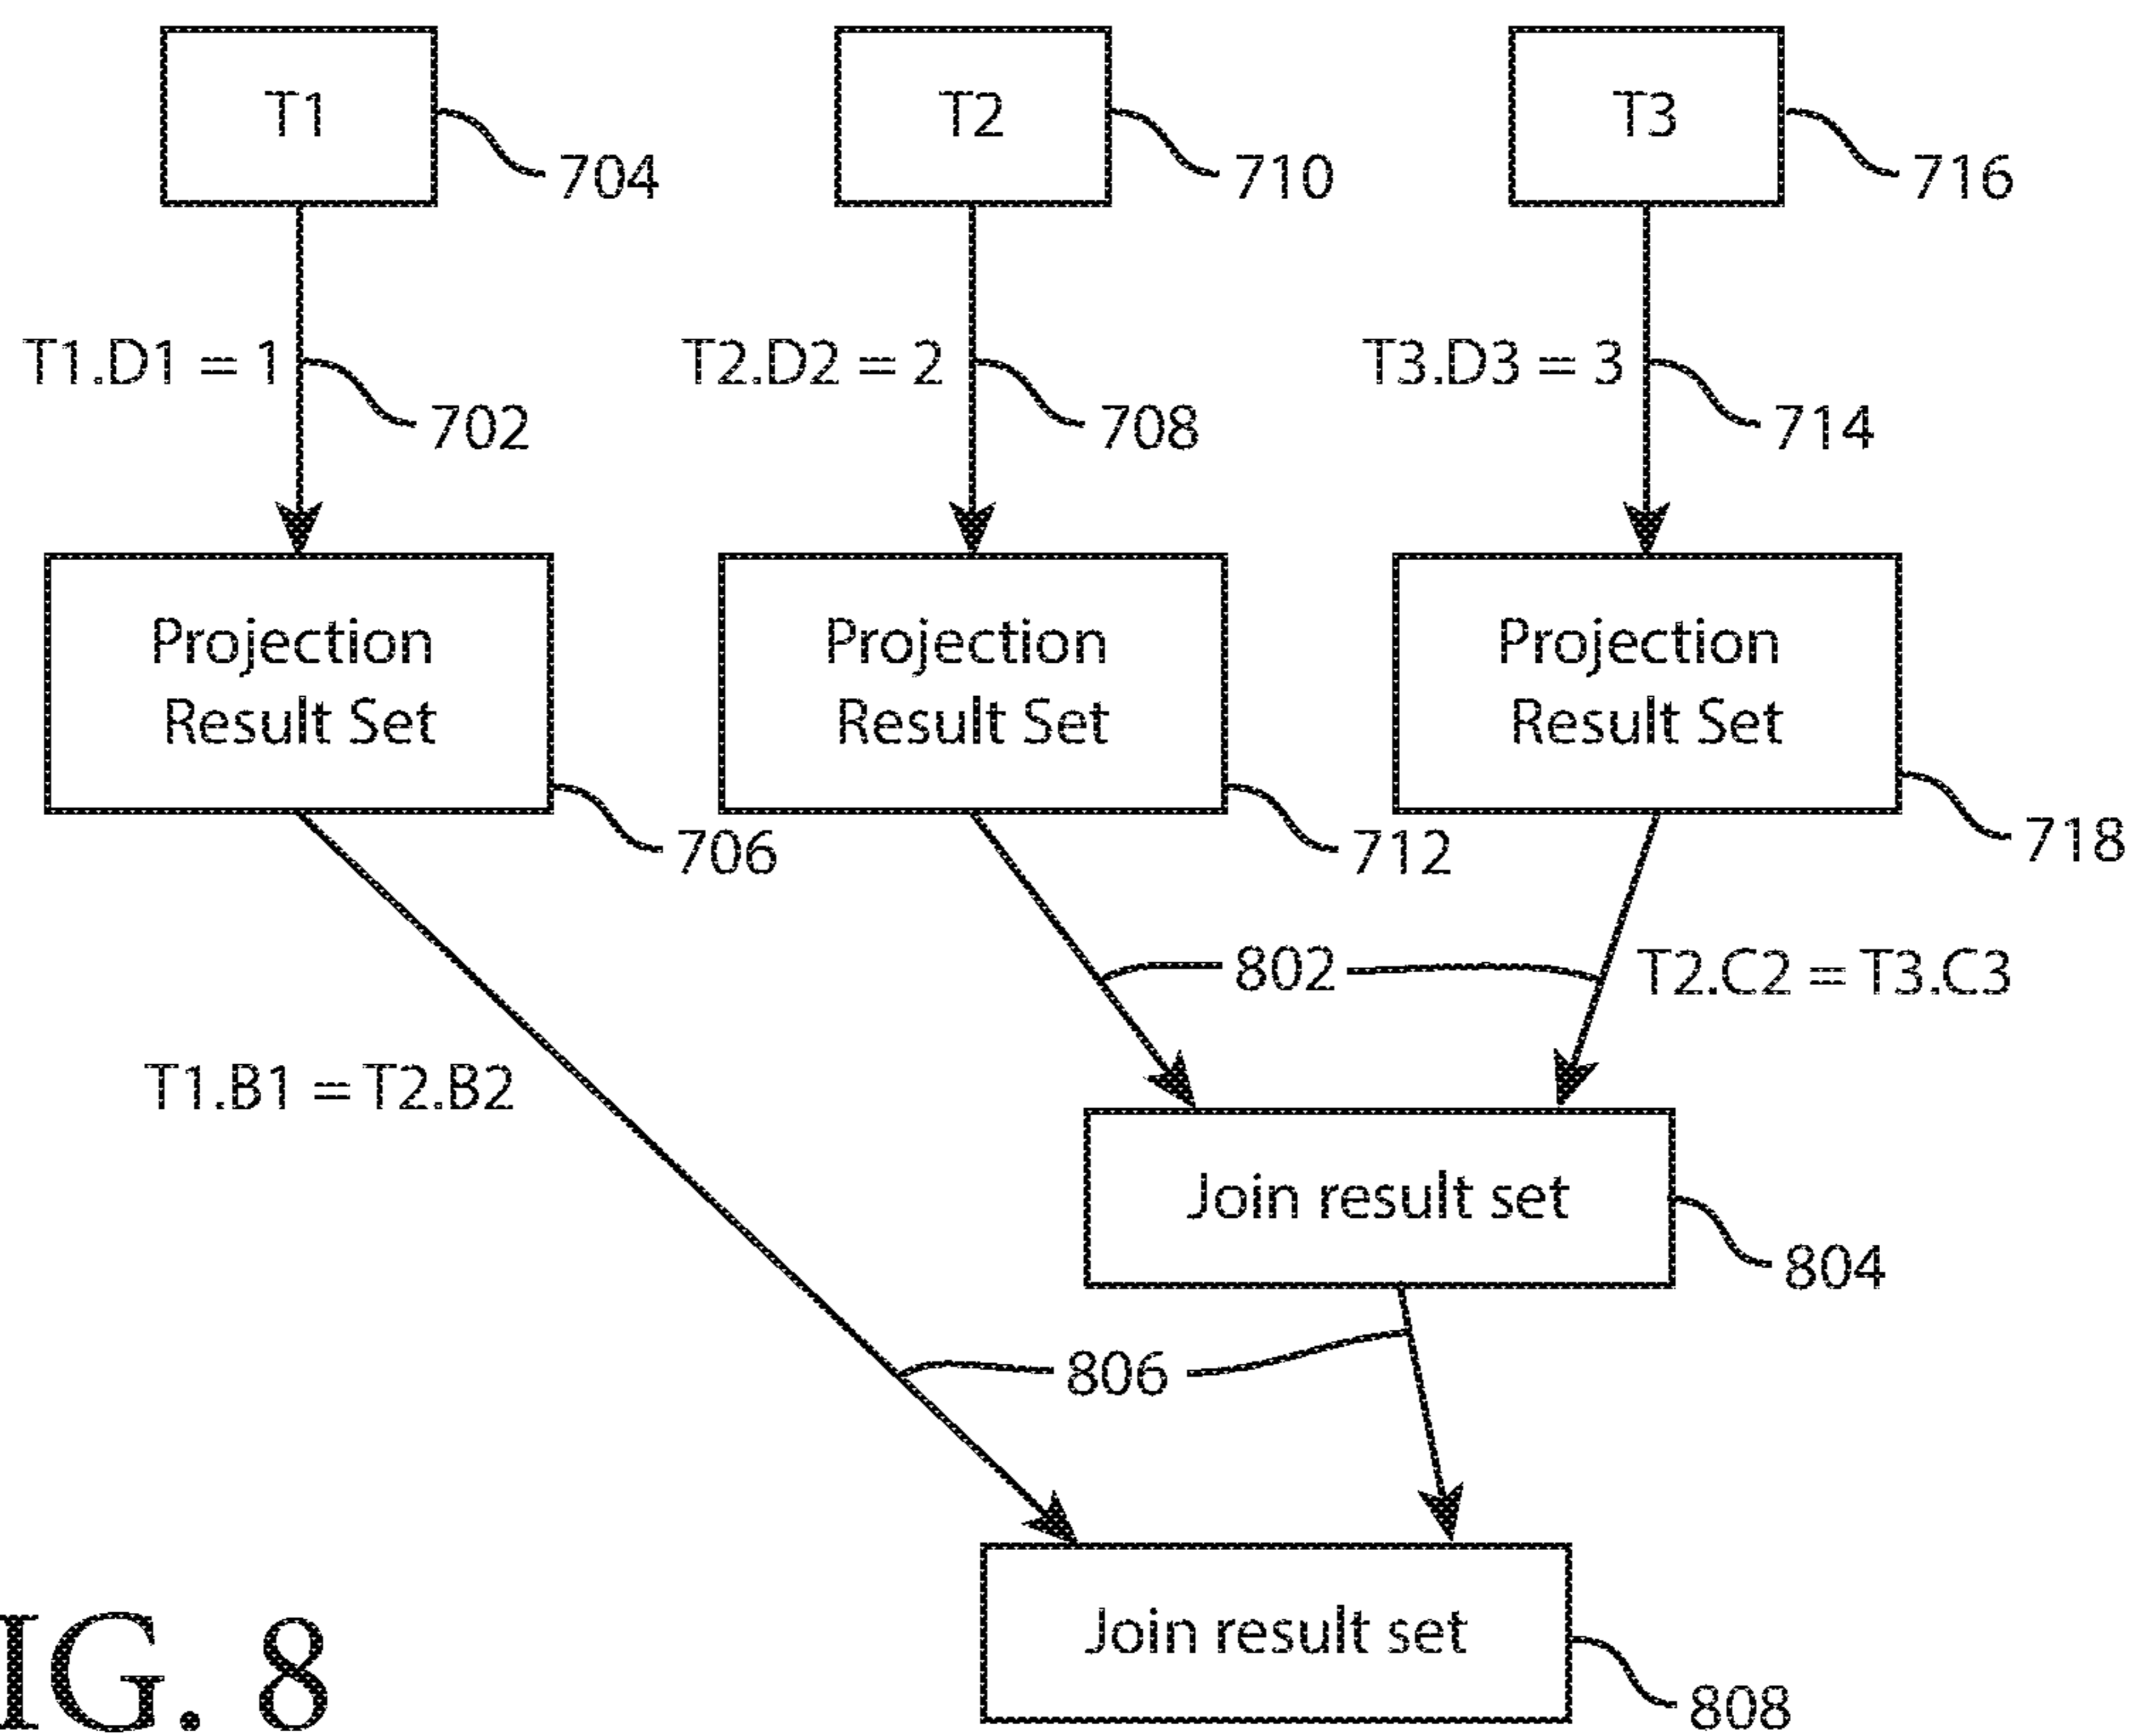 T1
T2
T3
704
710
716
T1.D1 = 1
T2.D2 = 2
T3.D3 = 3
702
708
714
Projection
Result Set
Projection
Result Set
Projection
Result Set
706
712
718
802
T2.C2 = T3.C3
T1.B1 = T2.B2
Join result set
804
806
Join result set
808
IG. 8